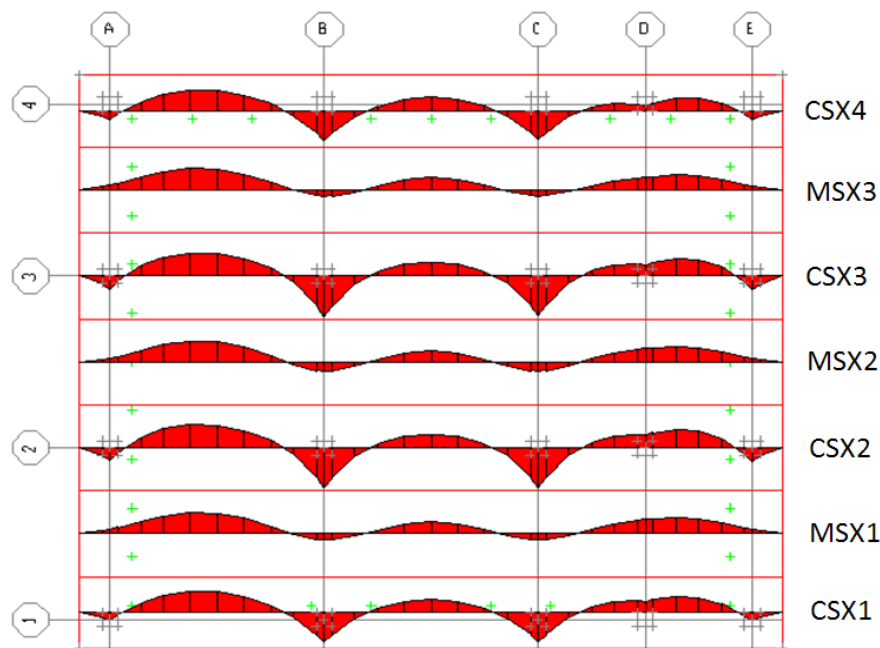 A B C D E
4 CSX4
MSX3
3 CSX3
MSX2
2 CSX2
MSX1
1 CSX1